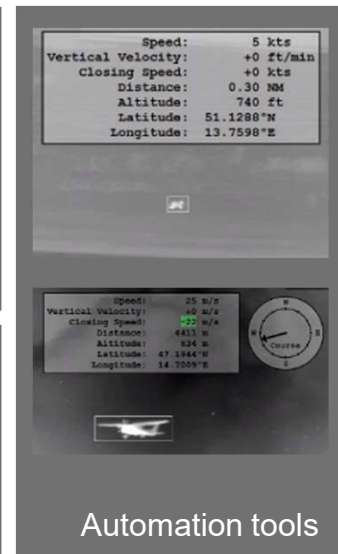 Speed: 5 kts
Vertical Velocity: +0 ft/min
Closing Speed: +0 kts
Distance: 0.30 NM
Altitude: 740 ft
Latitude: 51.1288°N
Longitude: 13.7598°E
Speed: 25 m/s
Vertical Velocity: +0 m/s
Closing Speed: -22 m/s
Distance: 4411 m
Altitude: 634 m
Latitude: 47.1944°N
Longitude: 14.7009°E
N
S
Course
Automation tools